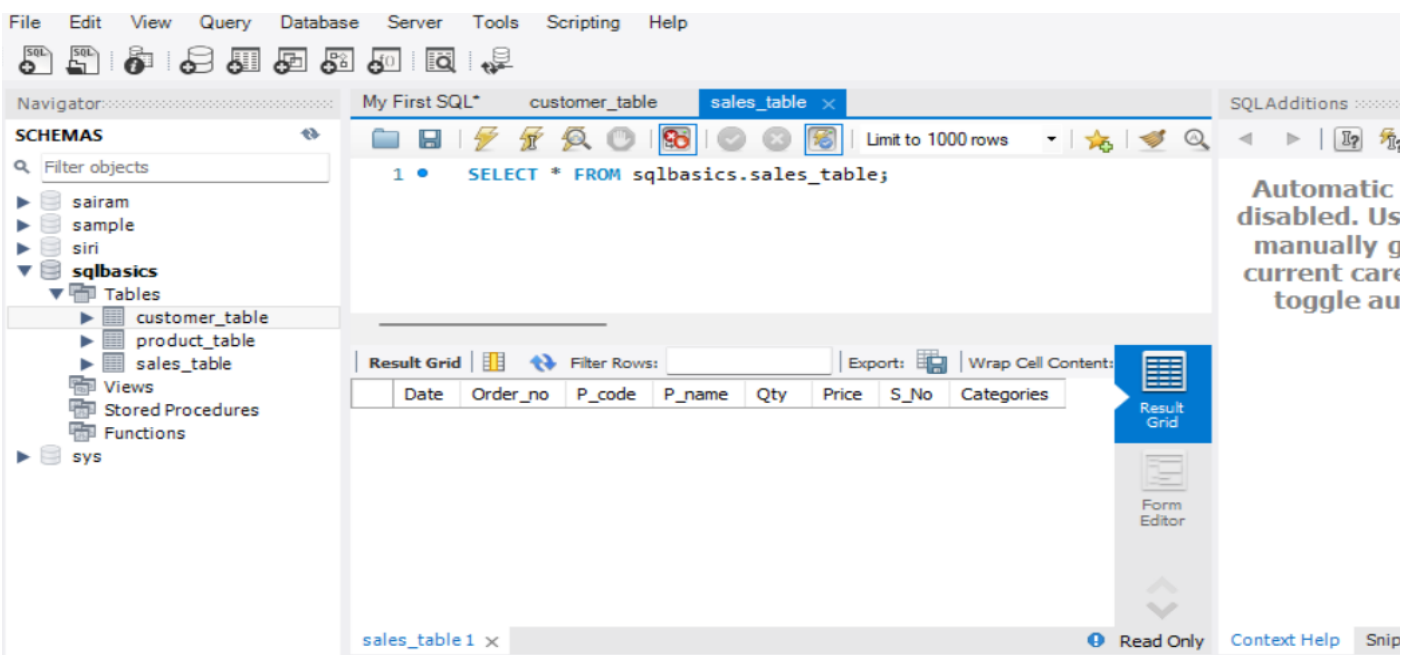 File Edit View Query Database Server Tools Scripting Help
SQL SQL f()
Navigator
SCHEMAS
Filter objects
sairam
sample
siri
sqlbasics
Tables
customer_table
product_table
sales_table
Views
Stored Procedures
Functions
sys
My First SQL* customer_table sales_table
Limit to 1000 rows
1 SELECT * FROM sqlbasics.sales_table;
Result Grid Filter Rows: Export: Wrap Cell Content:
Date Order_no P_code P_name Qty Price S_No Categories
Result
Grid
Form
Editor
sales_table 1 Read Only
SQLAdditions
Automatic
disabled. Us
manually g
current care
toggle au
Context Help Snip